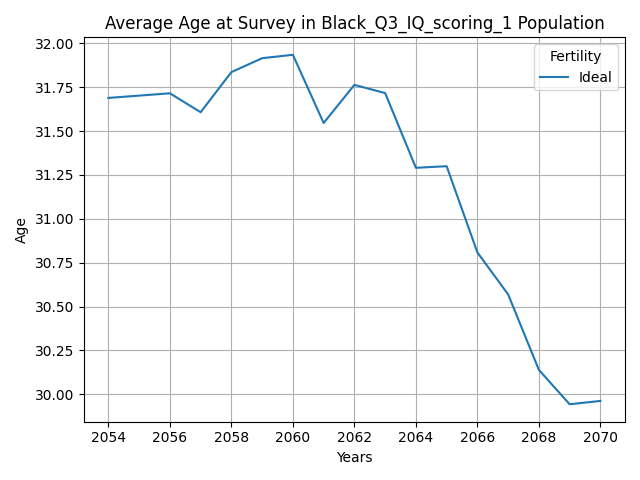 Average Age at Survey in Black_Q3_IQ_scoring_1 Population
Fertility
Ideal
Age
32.00
31.75
31.50
31.25
31.00
30.75
30.50
30.25
30.00
2054 2056 2058 2060 2062 2064 2066 2068 2070
Years